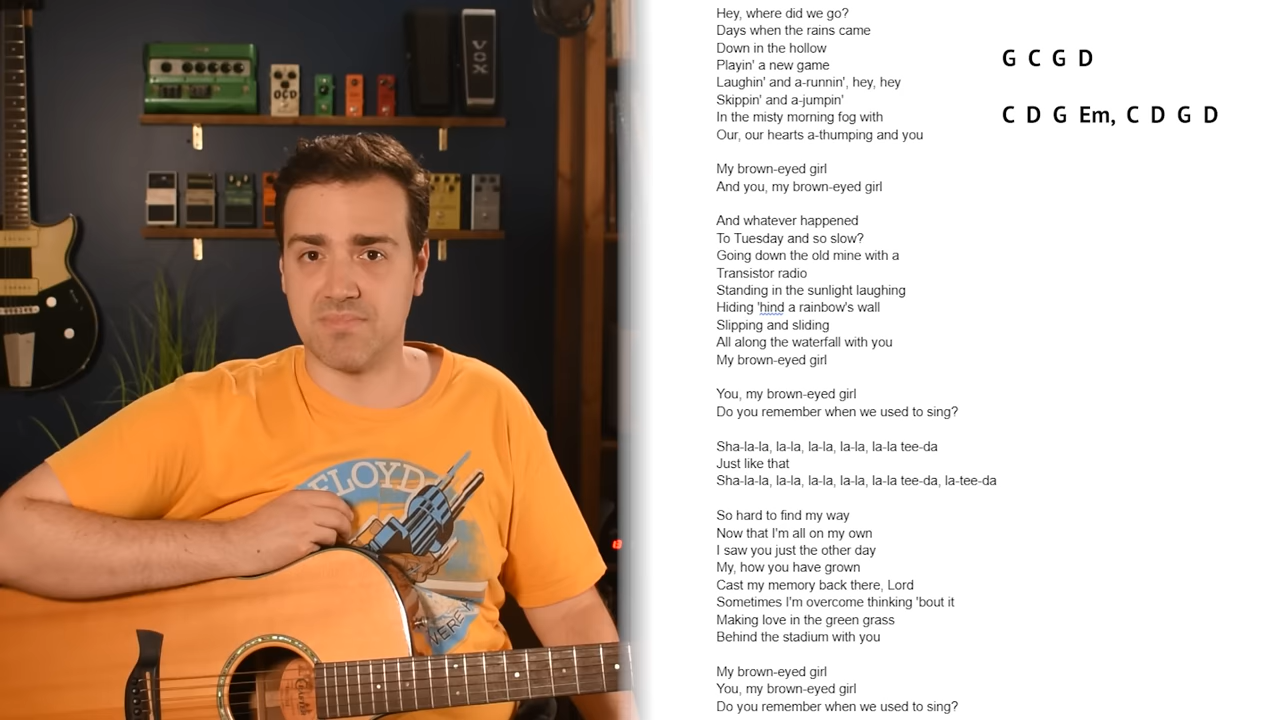 VOX
OCD
FLOYD
Hey, where did we go?
Days when the rains came
Down in the hollow
Playin' a new game
Laughin' and a-runnin', hey, hey
Skippin' and a-jumpin'
In the misty morning fog with
Our, our hearts a-thumping and you
My brown-eyed girl
And you, my brown-eyed girl
And whatever happened
To Tuesday and so slow?
Going down the old mine with a
Transistor radio
Standing in the sunlight laughing
Hiding 'hind a rainbow's wall
Slipping and sliding
All along the waterfall with you
My brown-eyed girl
You, my brown-eyed girl
Do you remember when we used to sing?
Sha-la-la, la-la, la-la, la-la, la-la tee-da
Just like that
Sha-la-la, la-la, la-la, la-la, la-la tee-da, la-tee-da
So hard to find my way
Now that I'm all on my own
I saw you just the other day
My, how you have grown
Cast my memory back there, Lord
Sometimes I'm overcome thinking 'bout it
Making love in the green grass
Behind the stadium with you
My brown-eyed girl
You, my brown-eyed girl
Do you remember when we used to sing?
G C G D
C D G Em, C D G D